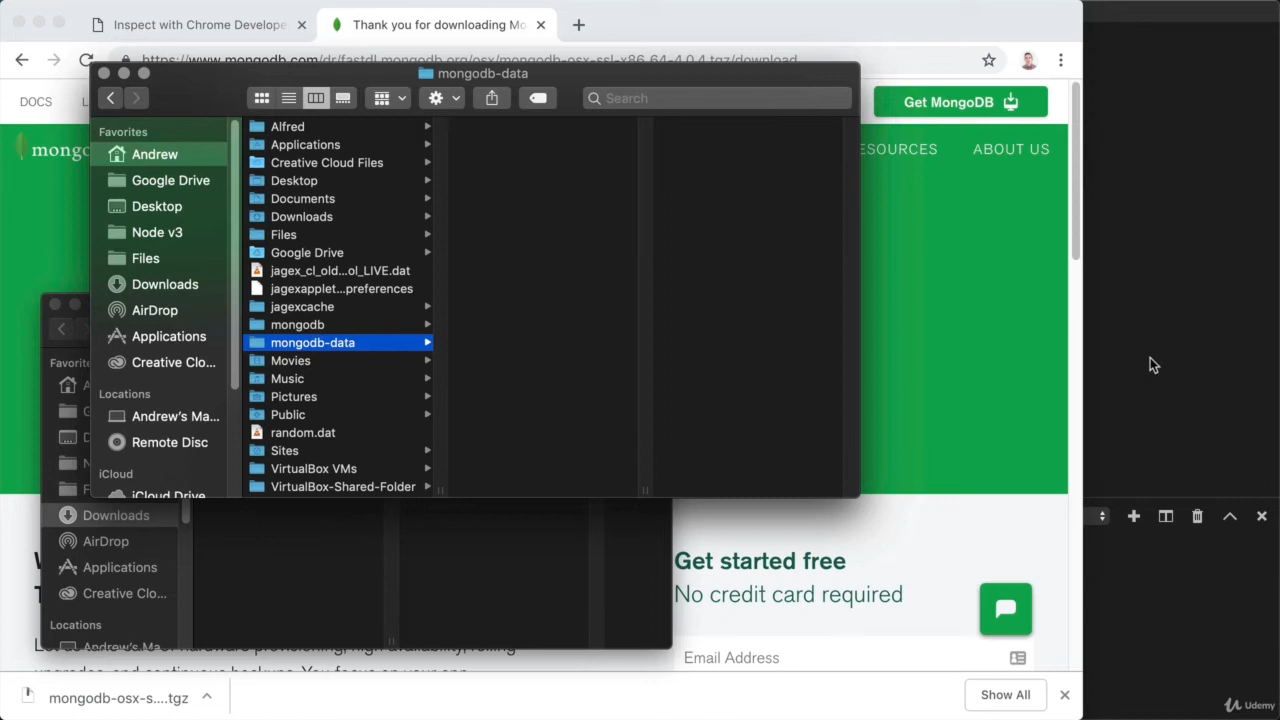 Inspect with Chrome Develope
Thank you for downloading Mo
https://www.mongodb.com/dr/fastdl.mongodb.org/osx/mongodb-osx-ssl-x86_64-4.0.4.tgz/download
mongodb-data
Search
DOCS
Get MongoDB
mong
ESOURCES
ABOUT US
Favorites
Andrew
Google Drive
Desktop
Node v3
Files
Downloads
AirDrop
Applications
Creative Clo...
Locations
Andrew's Ma...
Remote Disc
iCloud
iCloud Drive
Alfred
Applications
Creative Cloud Files
Desktop
Documents
Downloads
Files
Google Drive
jagex_cl_old...ol_LIVE.dat
jagexapplet...preferences
jagexcache
mongodb
mongodb-data
Movies
Music
Pictures
Public
random.dat
Sites
VirtualBox VMs
VirtualBox-Shared-Folder
Favorit
Downloads
AirDrop
Applications
Creative Clo...
Locations
Andrew's Ma
Get started free
No credit card required
Email Address
mongodb-osx-s....tgz
Show All
Udemy